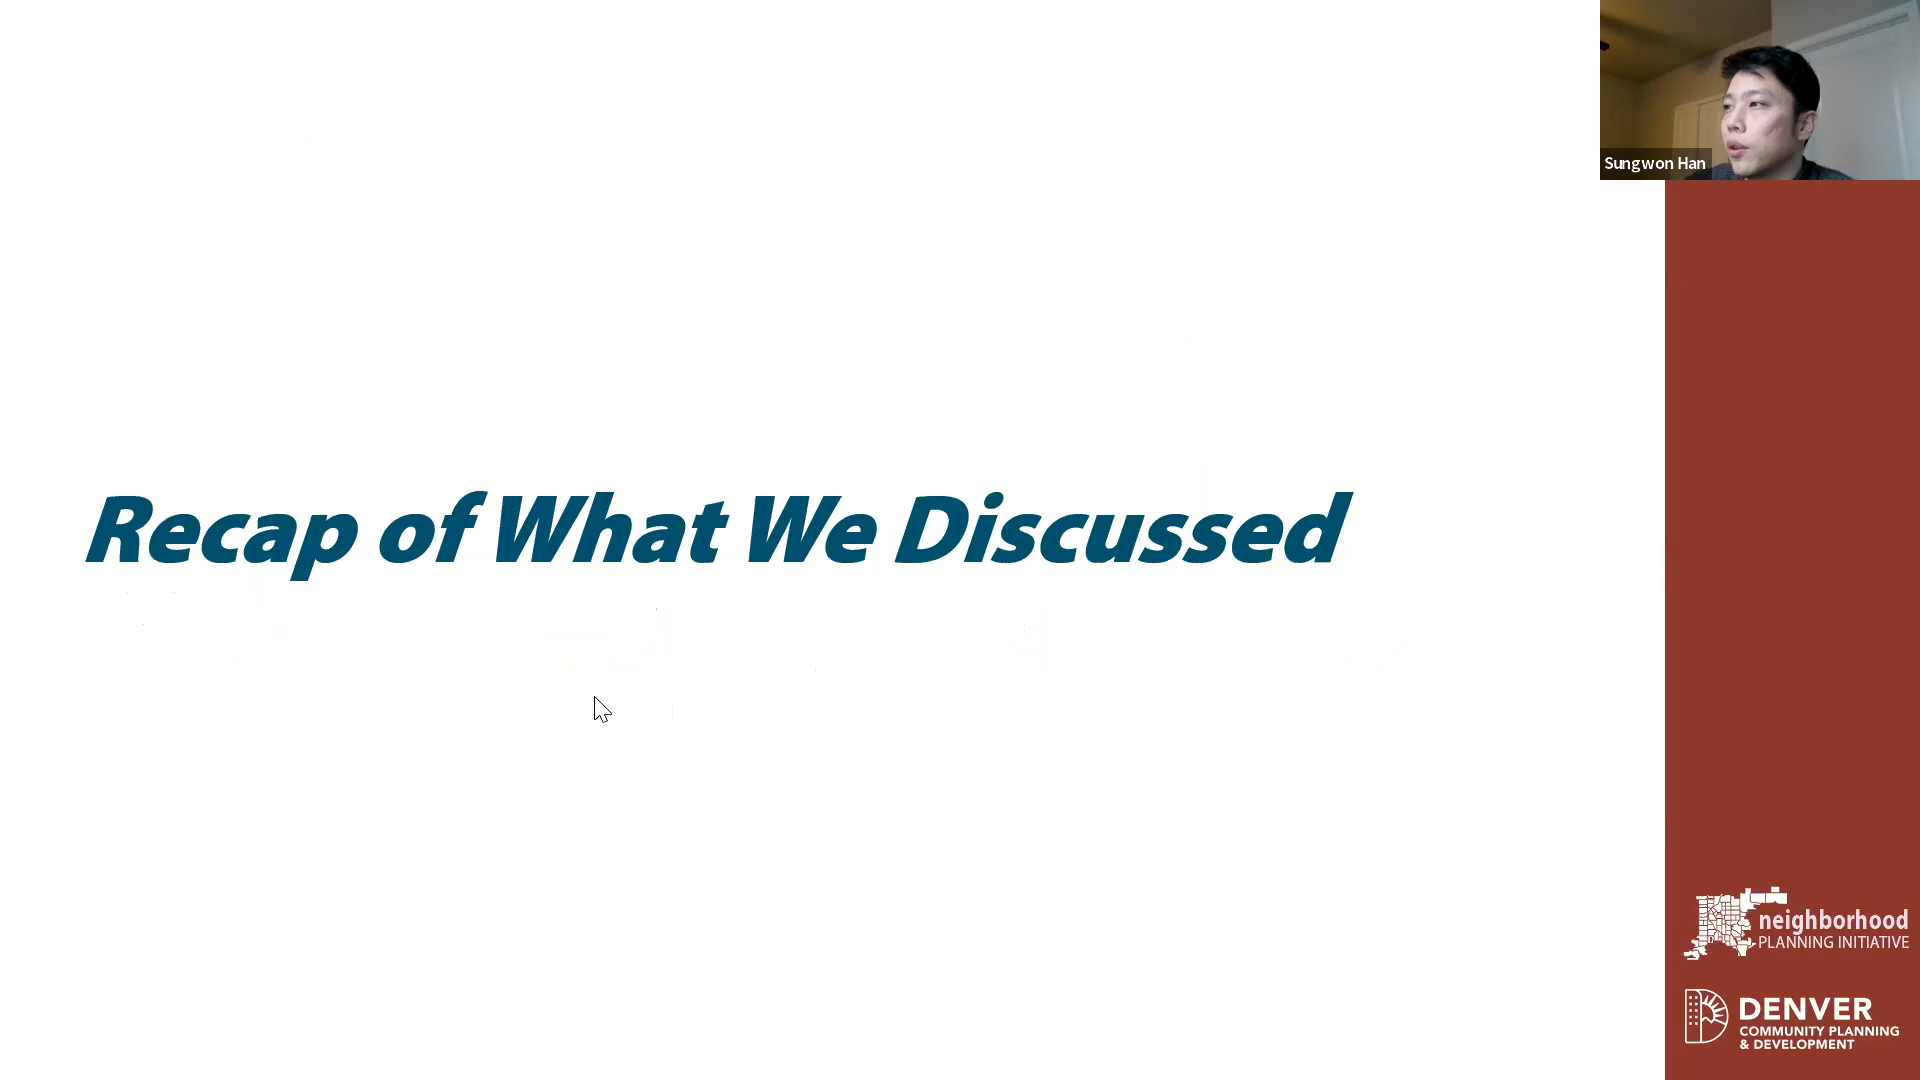 Sungwon Han
Recap of What We Discussed
neighborhood
PLANNING INITIATIVE
DENVER
COMMUNITY PLANNING
& DEVELOPMENT